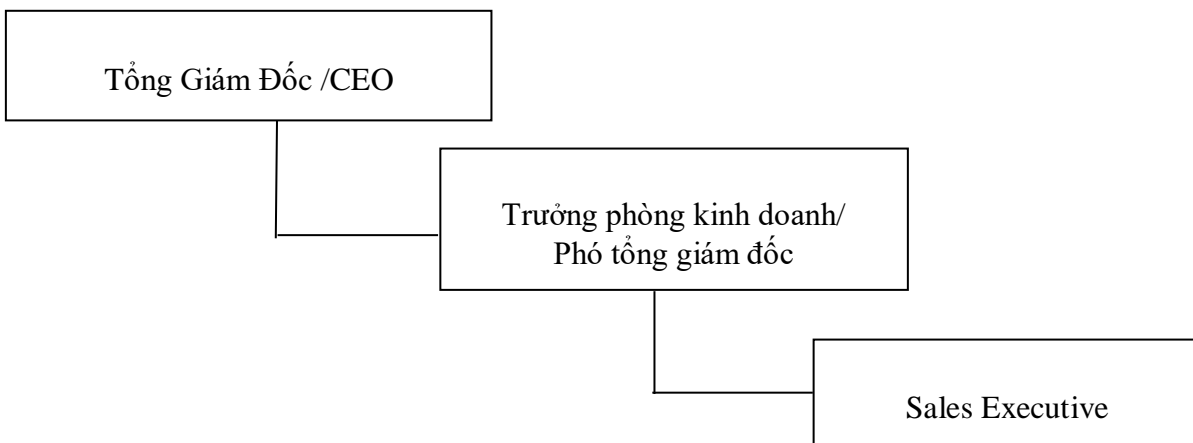 Tổng Giám Đốc /CEO
Trưởng phòng kinh doanh/
Phó tổng giám đốc
Sales Executive